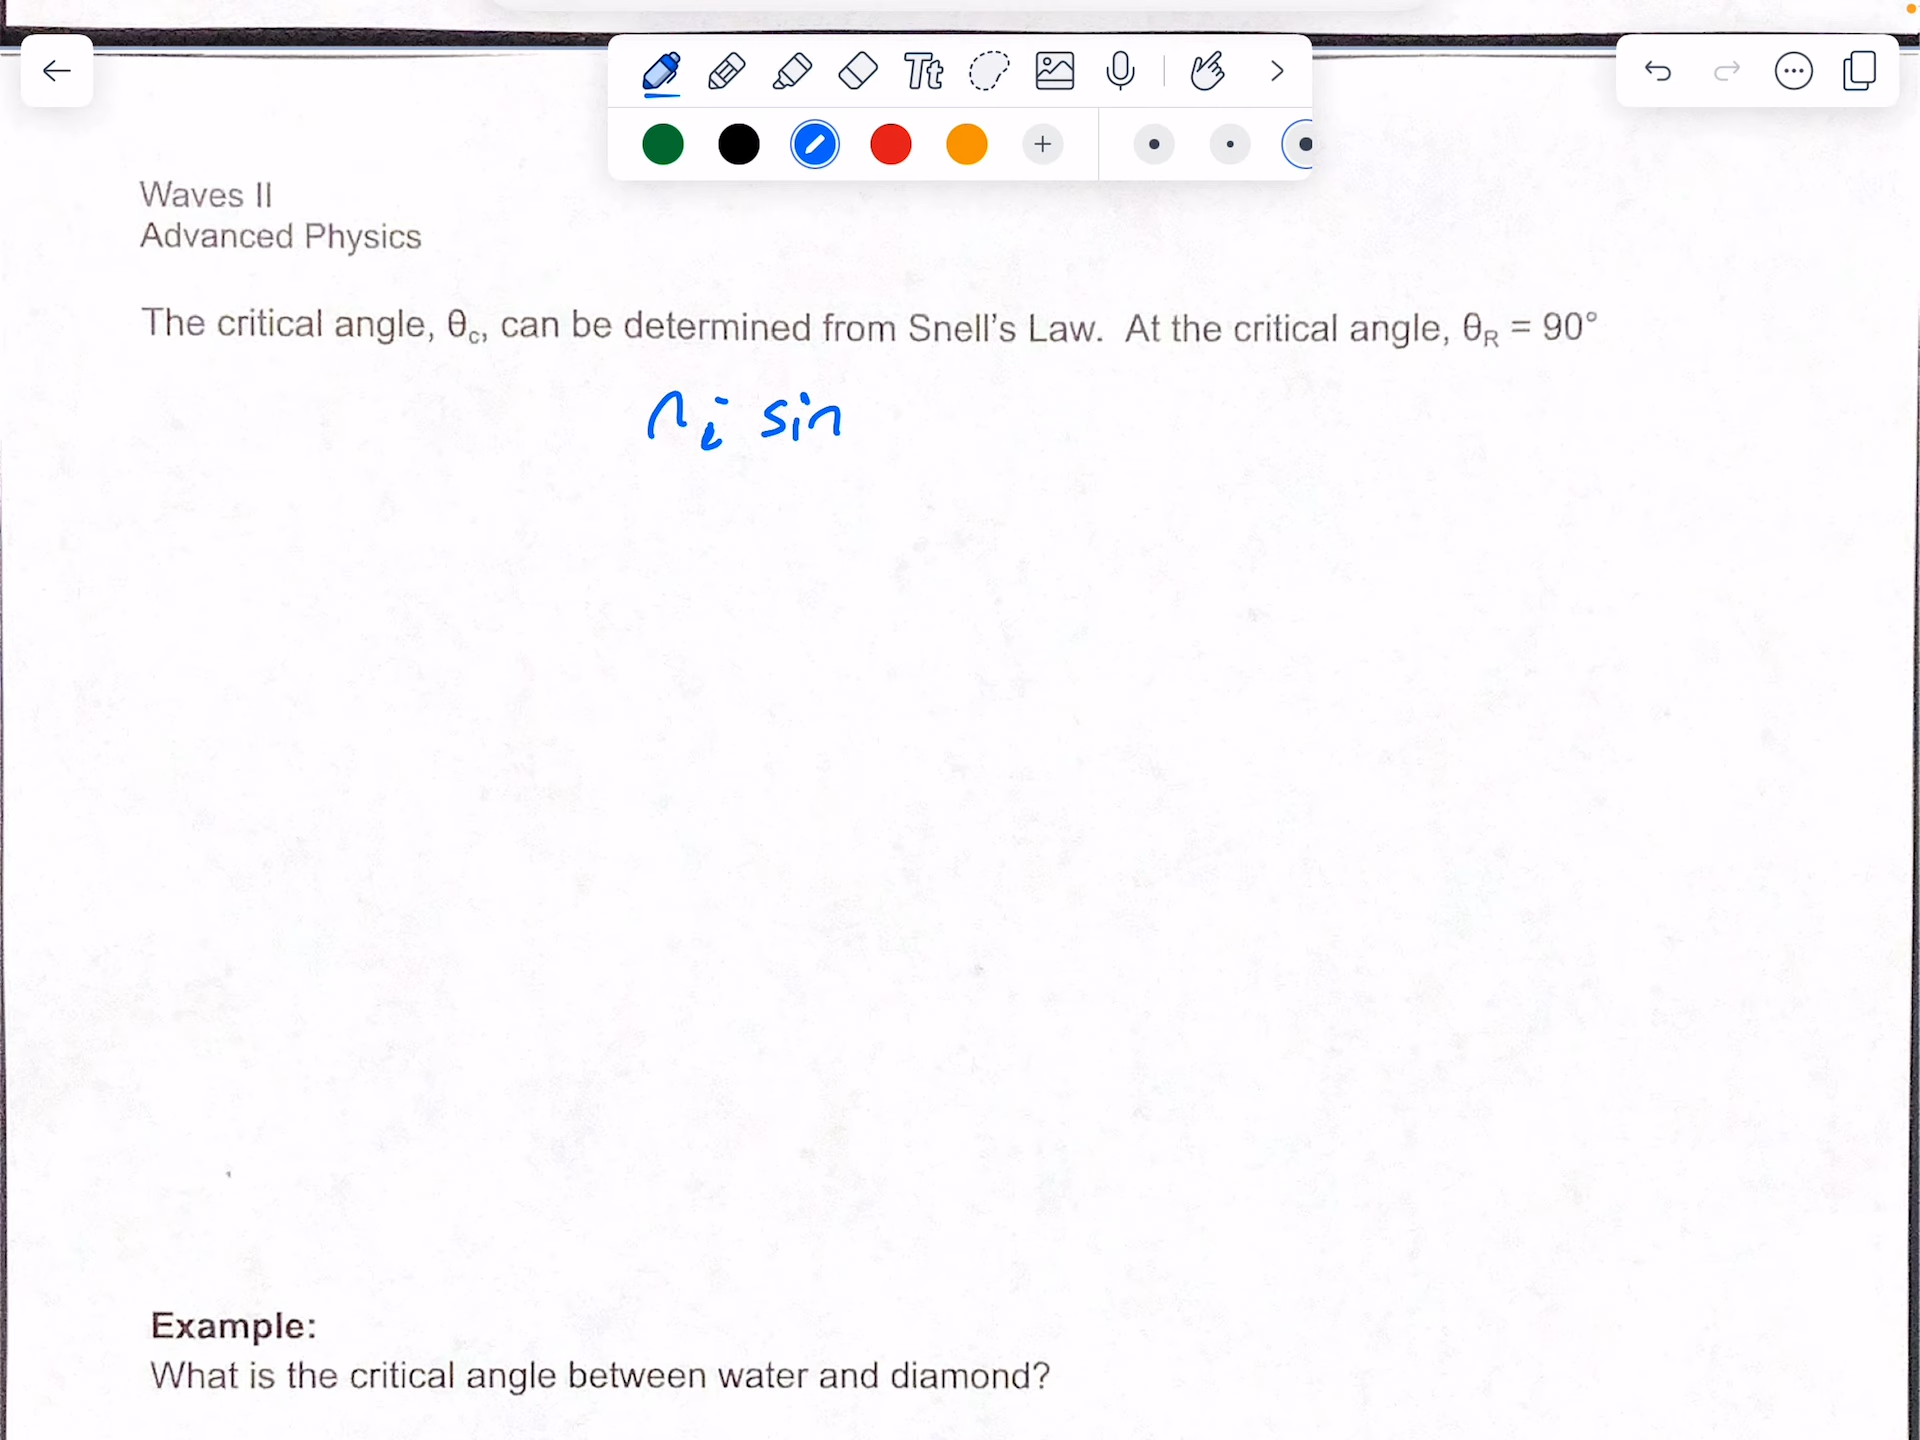 Tt
Waves II
Advanced Physics
The critical angle, θc, can be determined from Snell's Law. At the critical angle, θR = 90°
ni sin
Example:
What is the critical angle between water and diamond?